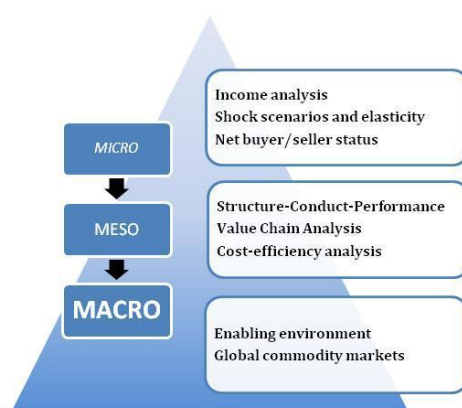 MICRO
MESO
MACRO
Income analysis
Shock scenarios and elasticity
Net buyer/seller status
Structure-Conduct-Performance
Value Chain Analysis
Cost-efficiency analysis
Enabling environment
Global commodity markets